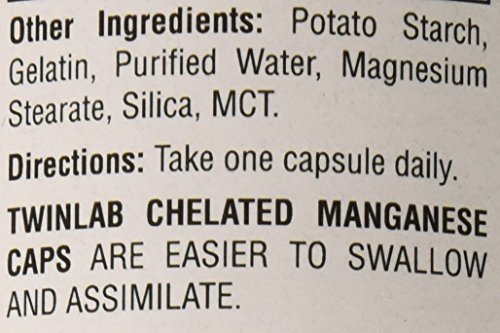 Other Ingredients: Potato Starch,
Gelatin, Purified Water, Magnesium
Stearate, Silica, MCT.
Directions: Take one capsule daily.
TWINLAB CHELATED MANGANESE
CAPS ARE EASIER TO SWALLOW
AND ASSIMILATE.